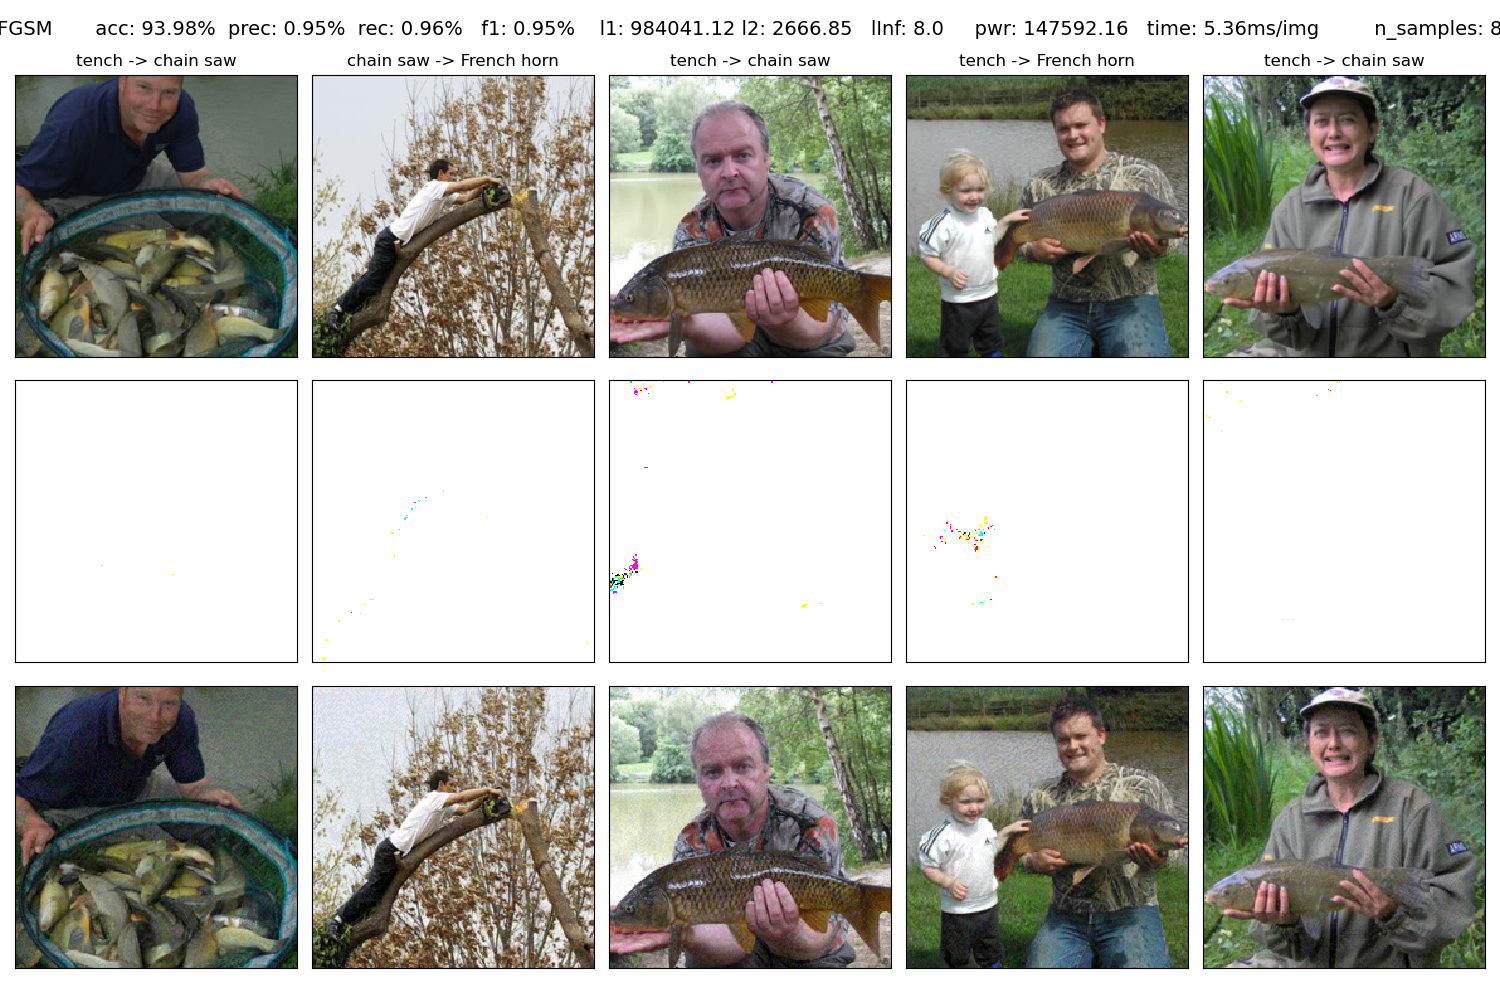 FGSM acc: 93.98% prec: 0.95% rec: 0.96% f1: 0.95% l1: 984041.12 l2: 2666.85 lInf: 8.0 pwr: 147592.16 time: 5.36ms/img n_samples: 8
tench -> chain saw
chain saw -> French horn
tench -> chain saw
tench -> French horn
tench -> chain saw